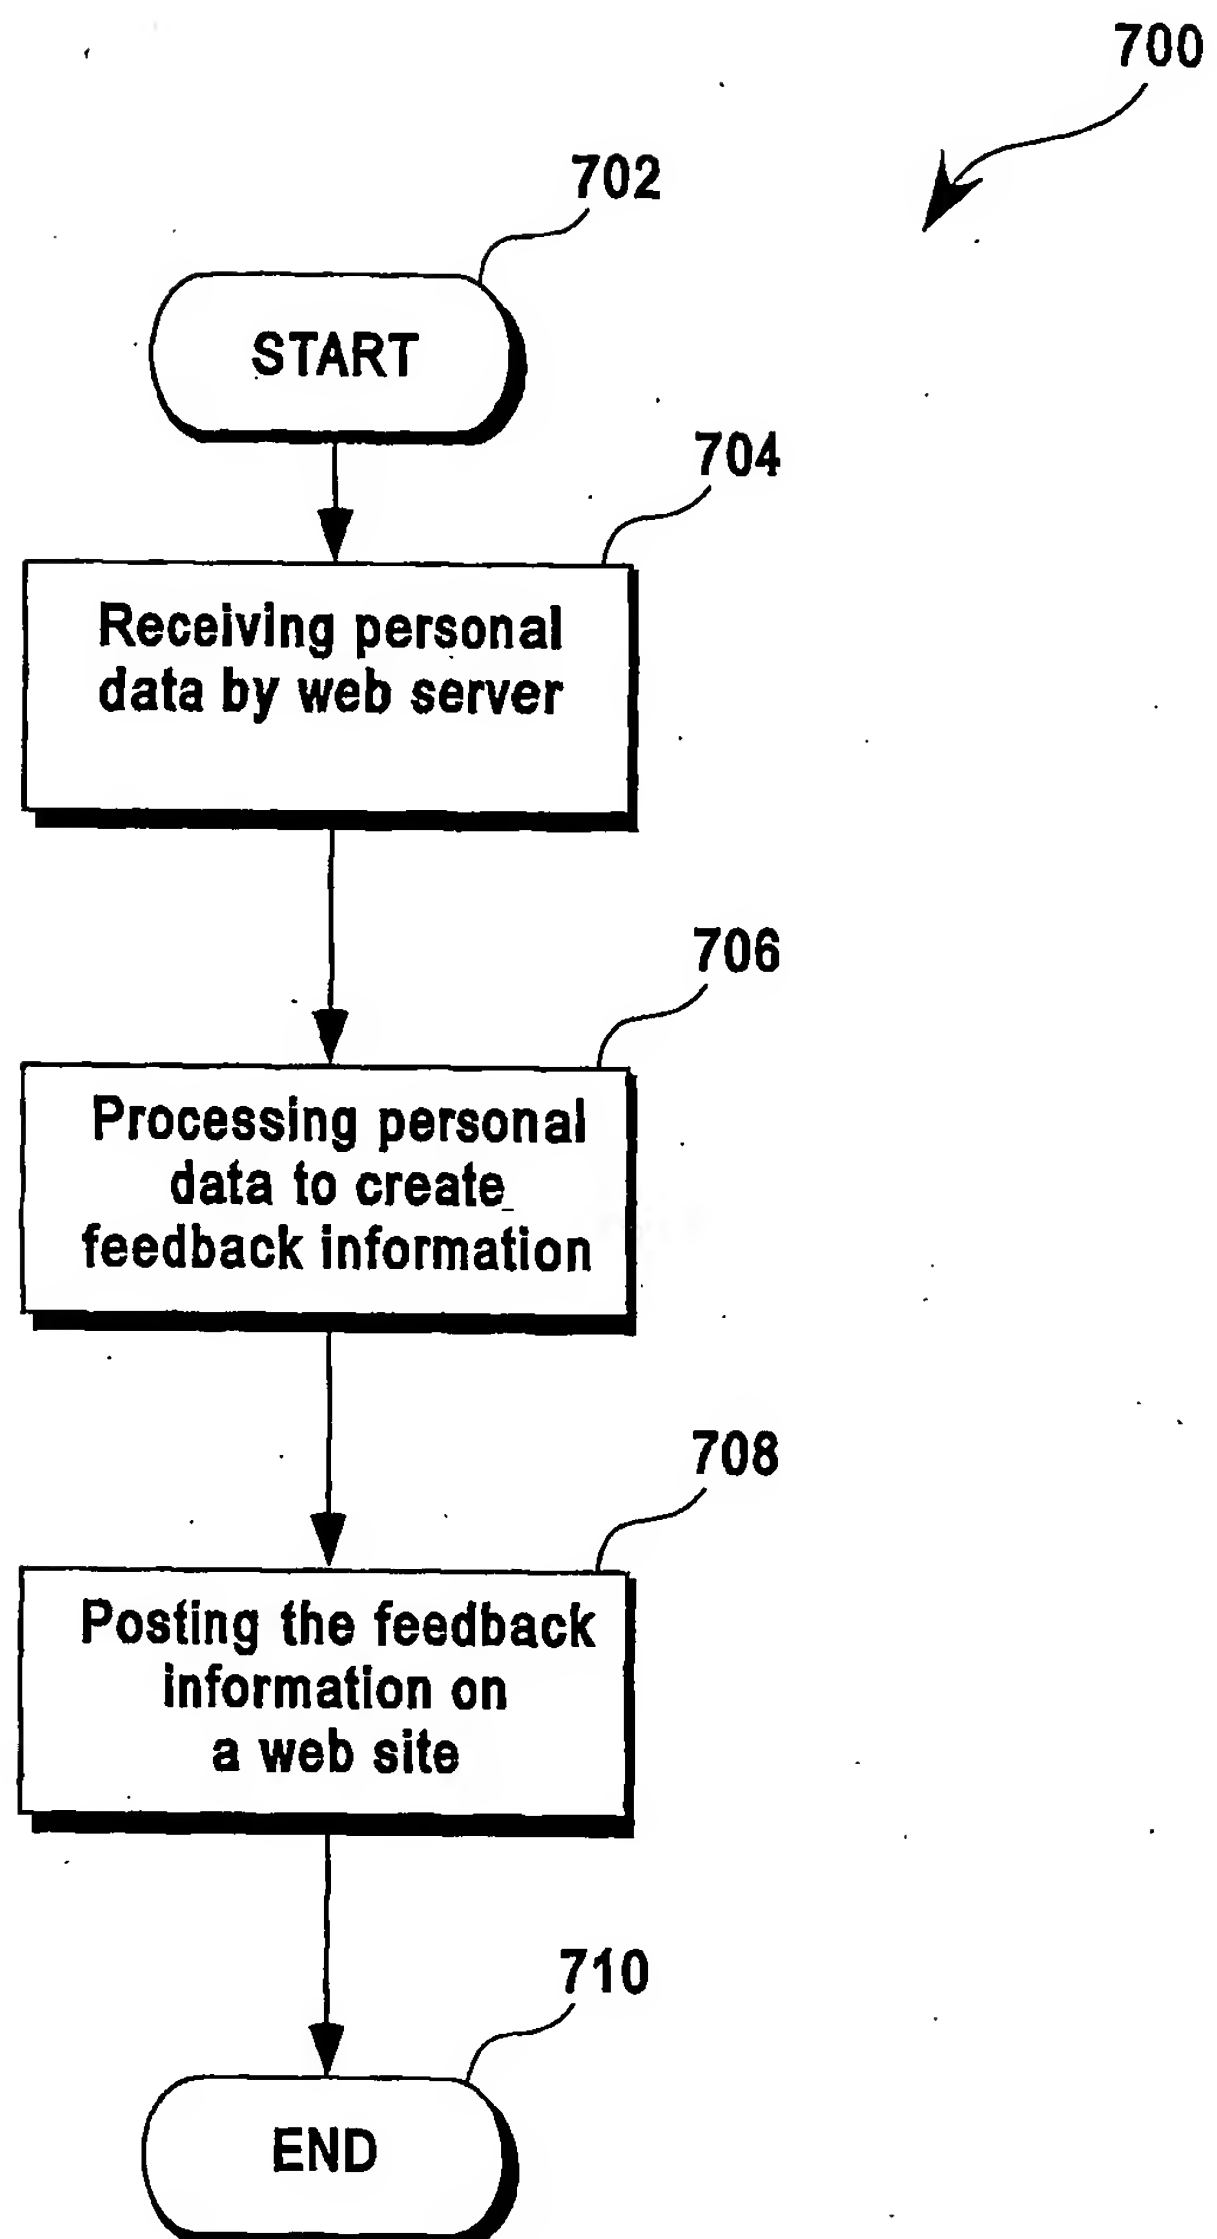 700
702
START
704
Receiving personal
data by web server
706
Processing personal
data to create
feedback information
708
Posting the feedback
information on
a web site
710
END